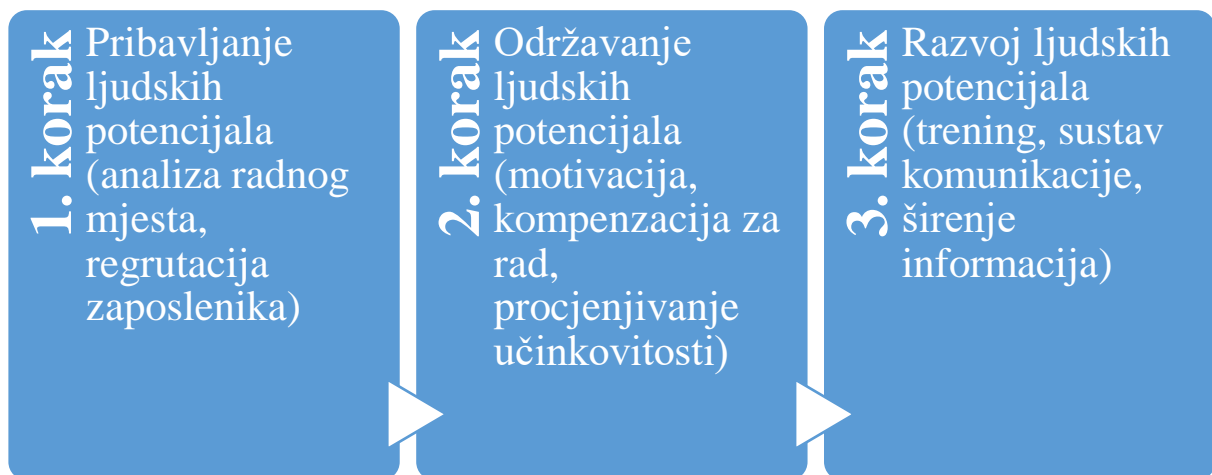 1. korak
Pribavljanje
ljudskih
potencijala
(analiza radnog
mjesta,
regrutacija
zaposlenika)
2. korak
Održavanje
ljudskih
potencijala
(motivacija,
kompenzacija za
rad,
procjenjivanje
učinkovitosti)
3. korak
Razvoj ljudskih
potencijala
(trening, sustav
komunikacije,
širenje
informacija)